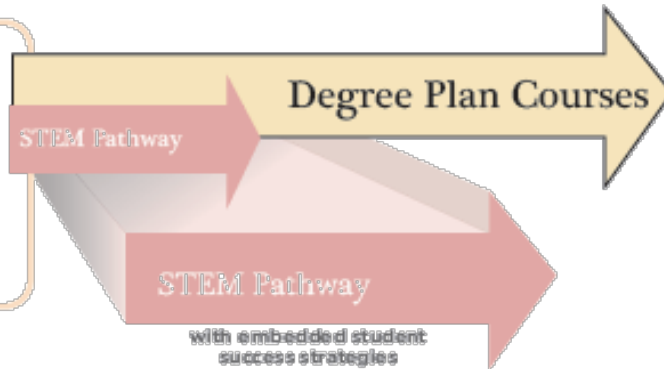 Degree Plan Courses
STEM Pathway
STEM Pathway
with embedded student
success strategies